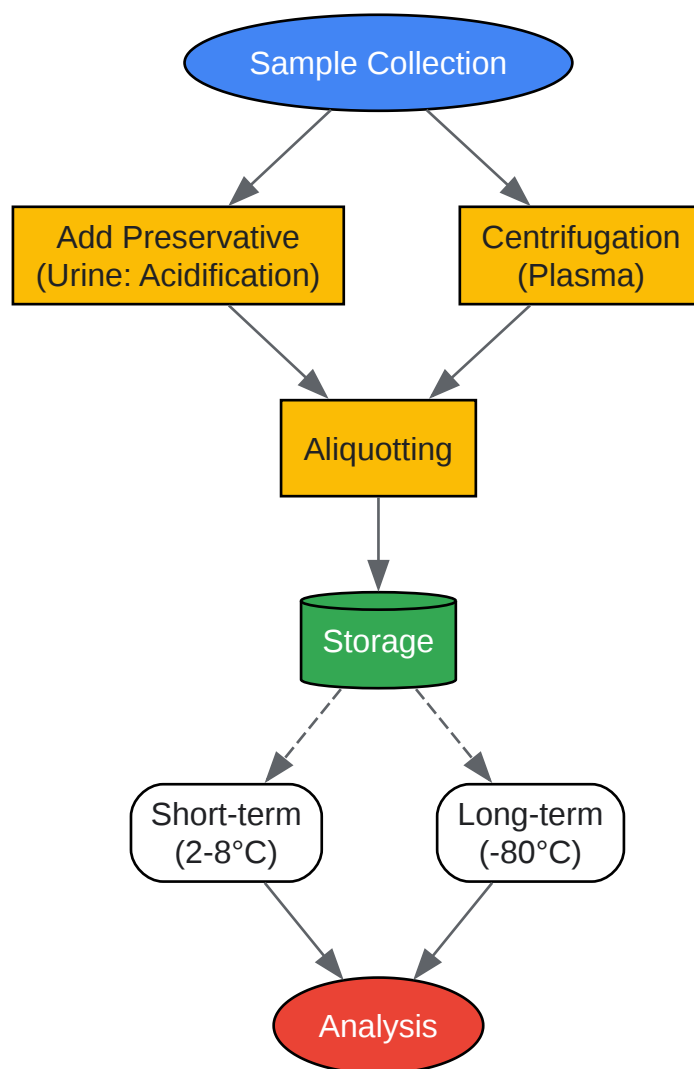 Sample Collection
Add Preservative
(Urine: Acidification)
Centrifugation
(Plasma)
Aliquotting
Storage
Short-term
(2-8°C)
Long-term
(-80°C)
Analysis